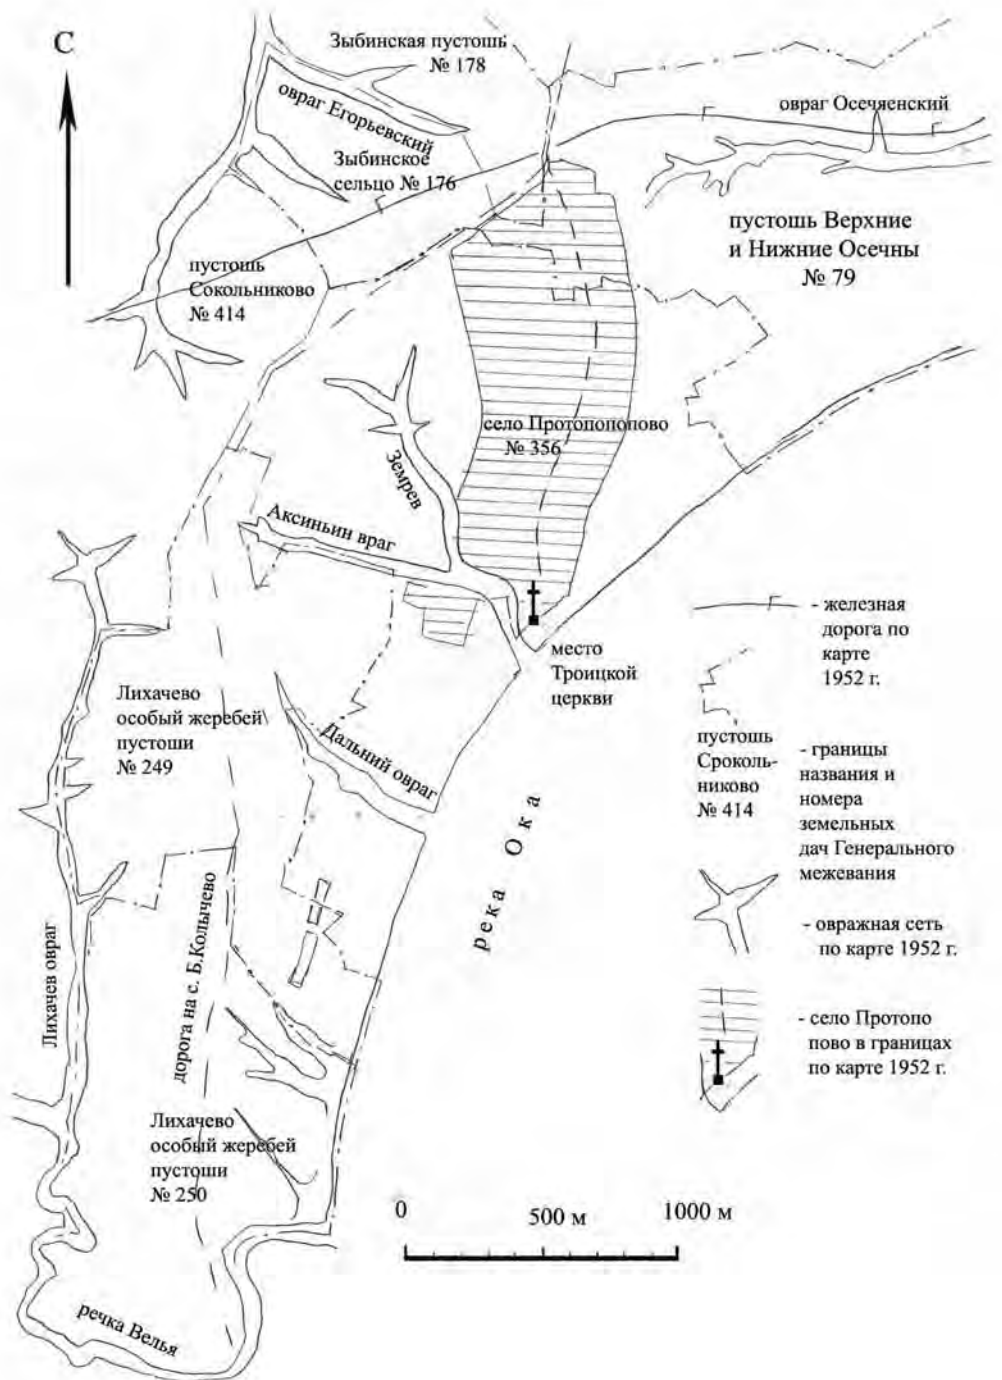 С
Зыбинская пустошь
№ 178
овраг Егорьевский
овраг Осечяенский
Зыбинское
сельцо № 176
пустошь Верхние
и Нижние Осечны
№ 79
пустошь
Сокольниково
№ 414
село Протопопопово
№ 356
Земрев
Аксиньин враг
место
Троицкой
церкви
Лихачево
особый жеребей
пустоши
№ 249
Дальний овраг
река Ока
Лихачев овраг
дорога на с. Б.Колычево
Лихачево
особый жеребей
пустоши
№ 250
речка Велья
0
500 м
1000 м
- железная
дорога по
карте
1952 г.
пустошь
Срокольниково
№ 414
- границы
названия и
номера
земельных
дач Генерального
межевания
- овражная сеть
по карте 1952 г.
- село Протопо
пово в границах
по карте 1952 г.